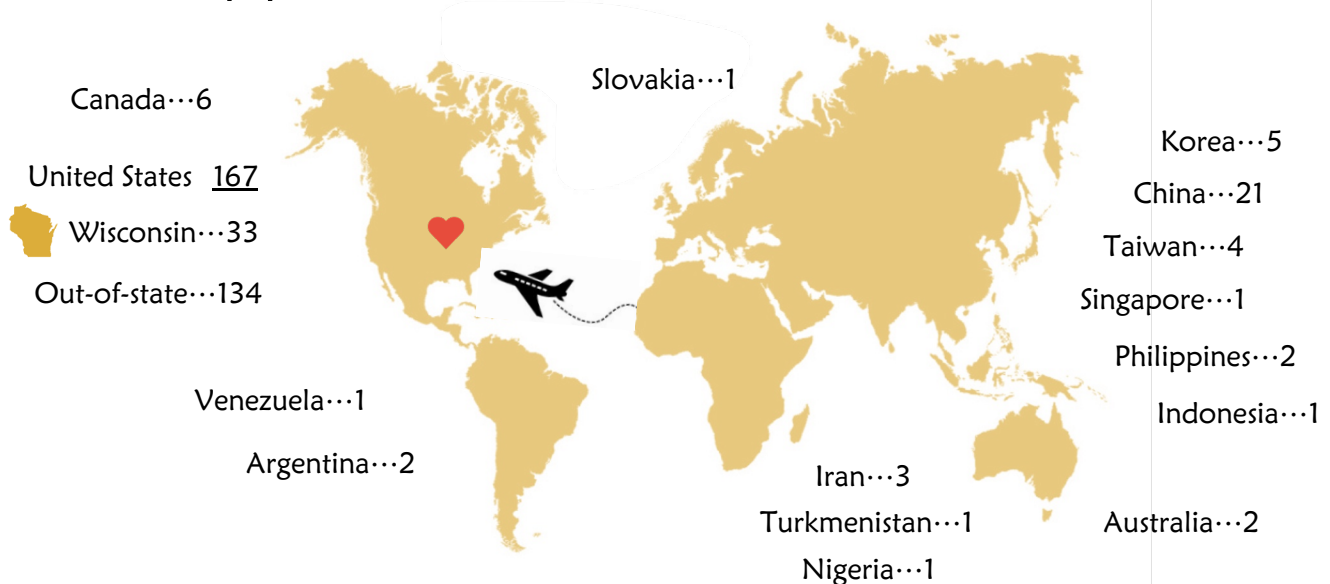 Slovakia···1
Canada···6
United States 167
Wisconsin···33
Out-of-state···134
Venezuela···1
Argentina···2
Korea···5
China···21
Taiwan···4
Singapore···1
Philippines···2
Indonesia···1
Australia···2
Iran···3
Turkmenistan···1
Nigeria···1